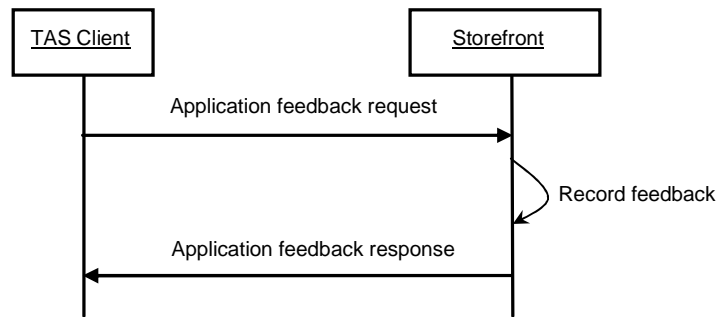 TAS Client
Storefront
Application feedback request
Record feedback
Application feedback response